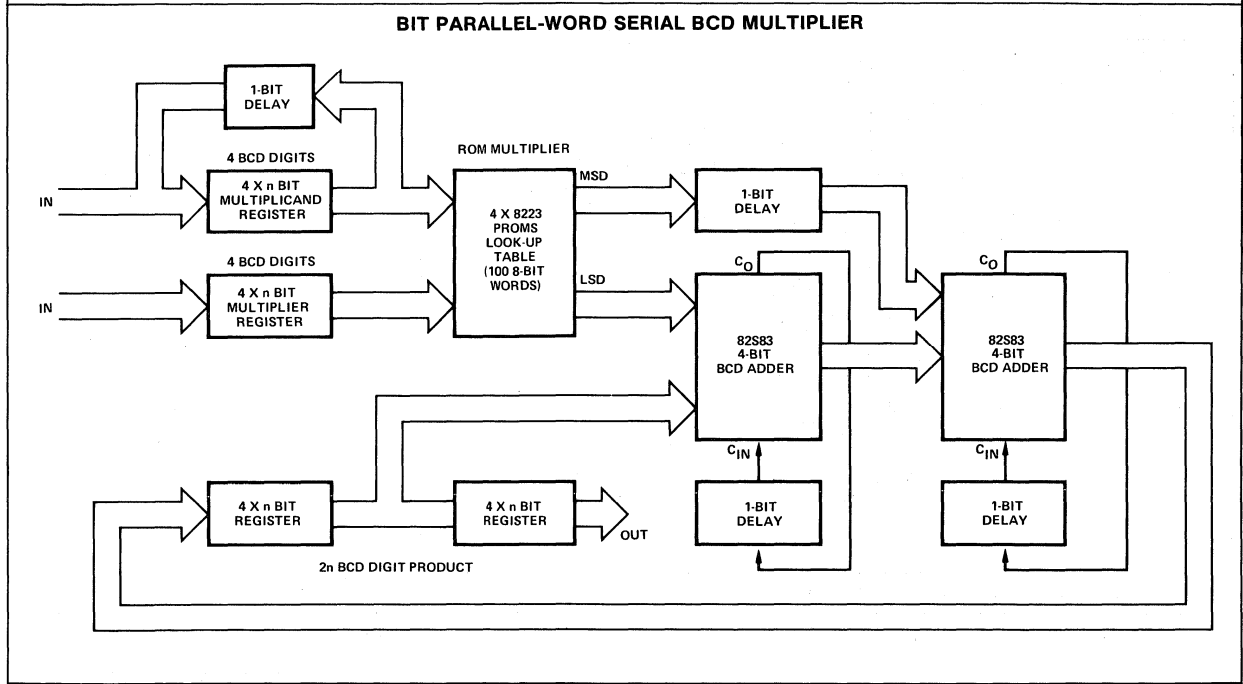 BIT PARALLEL-WORD SERIAL BCD MULTIPLIER
1-BIT
DELAY
4 BCD DIGITS
IN
4 X n BIT
MULTIPLICAND
REGISTER
4 BCD DIGITS
IN
4 X n BIT
MULTIPLIER
REGISTER
ROM MULTIPLIER
4 X 8223
PROMS
LOOK-UP
TABLE
(100 8-BIT
WORDS)
MSD
LSD
1-BIT
DELAY
CO
82S83
4-BIT
BCD ADDER
CIN
1-BIT
DELAY
CO
82S83
4-BIT
BCD ADDER
CIN
1-BIT
DELAY
4 X n BIT
REGISTER
4 X n BIT
REGISTER
OUT
2n BCD DIGIT PRODUCT